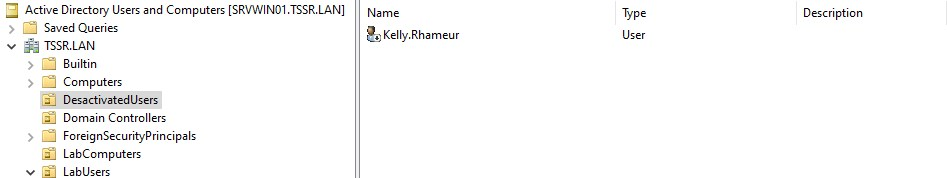 Active Directory Users and Computers [SRVWIN01.TSSR.LAN]
Saved Queries
TSSR.LAN
Builtin
Computers
DesactivatedUsers
Domain Controllers
ForeignSecurityPrincipals
LabComputers
LabUsers
Name Type Description
Kelly.Rhameur User